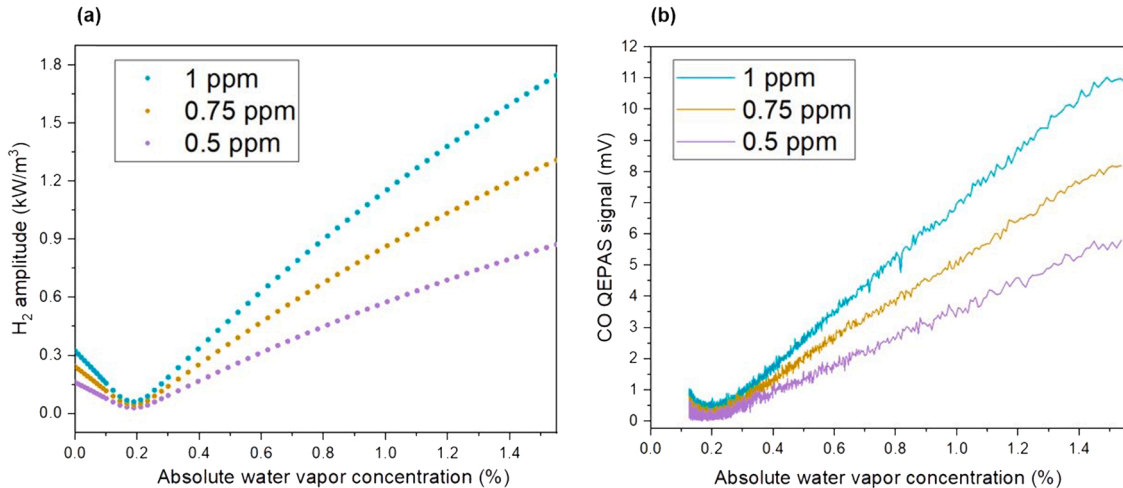 (a)
H₂ amplitude (kW/m³)
1.8
1.5
1.2
0.9
0.6
0.3
0.0
1 ppm
0.75 ppm
0.5 ppm
0.0 0.2 0.4 0.6 0.8 1.0 1.2 1.4
Absolute water vapor concentration (%)
(b)
CO QEPAS signal (mV)
12
11
10
9
8
7
6
5
4
3
2
1
0
1 ppm
0.75 ppm
0.5 ppm
0.0 0.2 0.4 0.6 0.8 1.0 1.2 1.4
Absolute water vapor concentration (%)